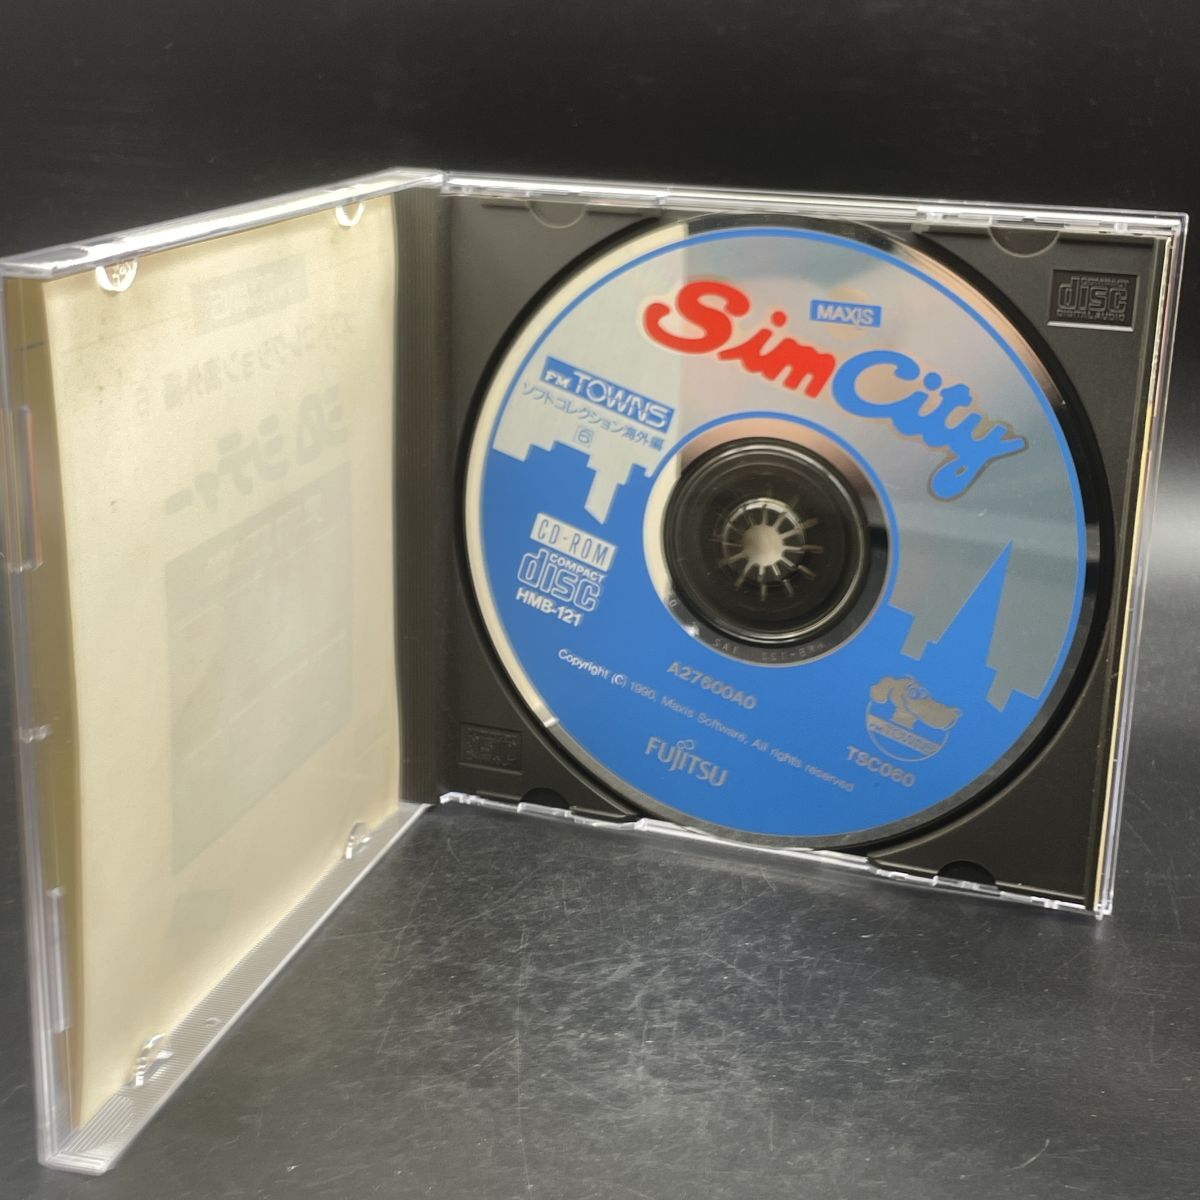 MAXIS
SimCity
FM TOWNS
ソフトコレクション海外編
6
CD-ROM
COMPACT
disc
HMB-121
A27600A0
Copyright (C) 1990, Maxis Software. All rights reserved
FUJITSU
TSC060
COMPACT
disc
DIGITAL AUDIO